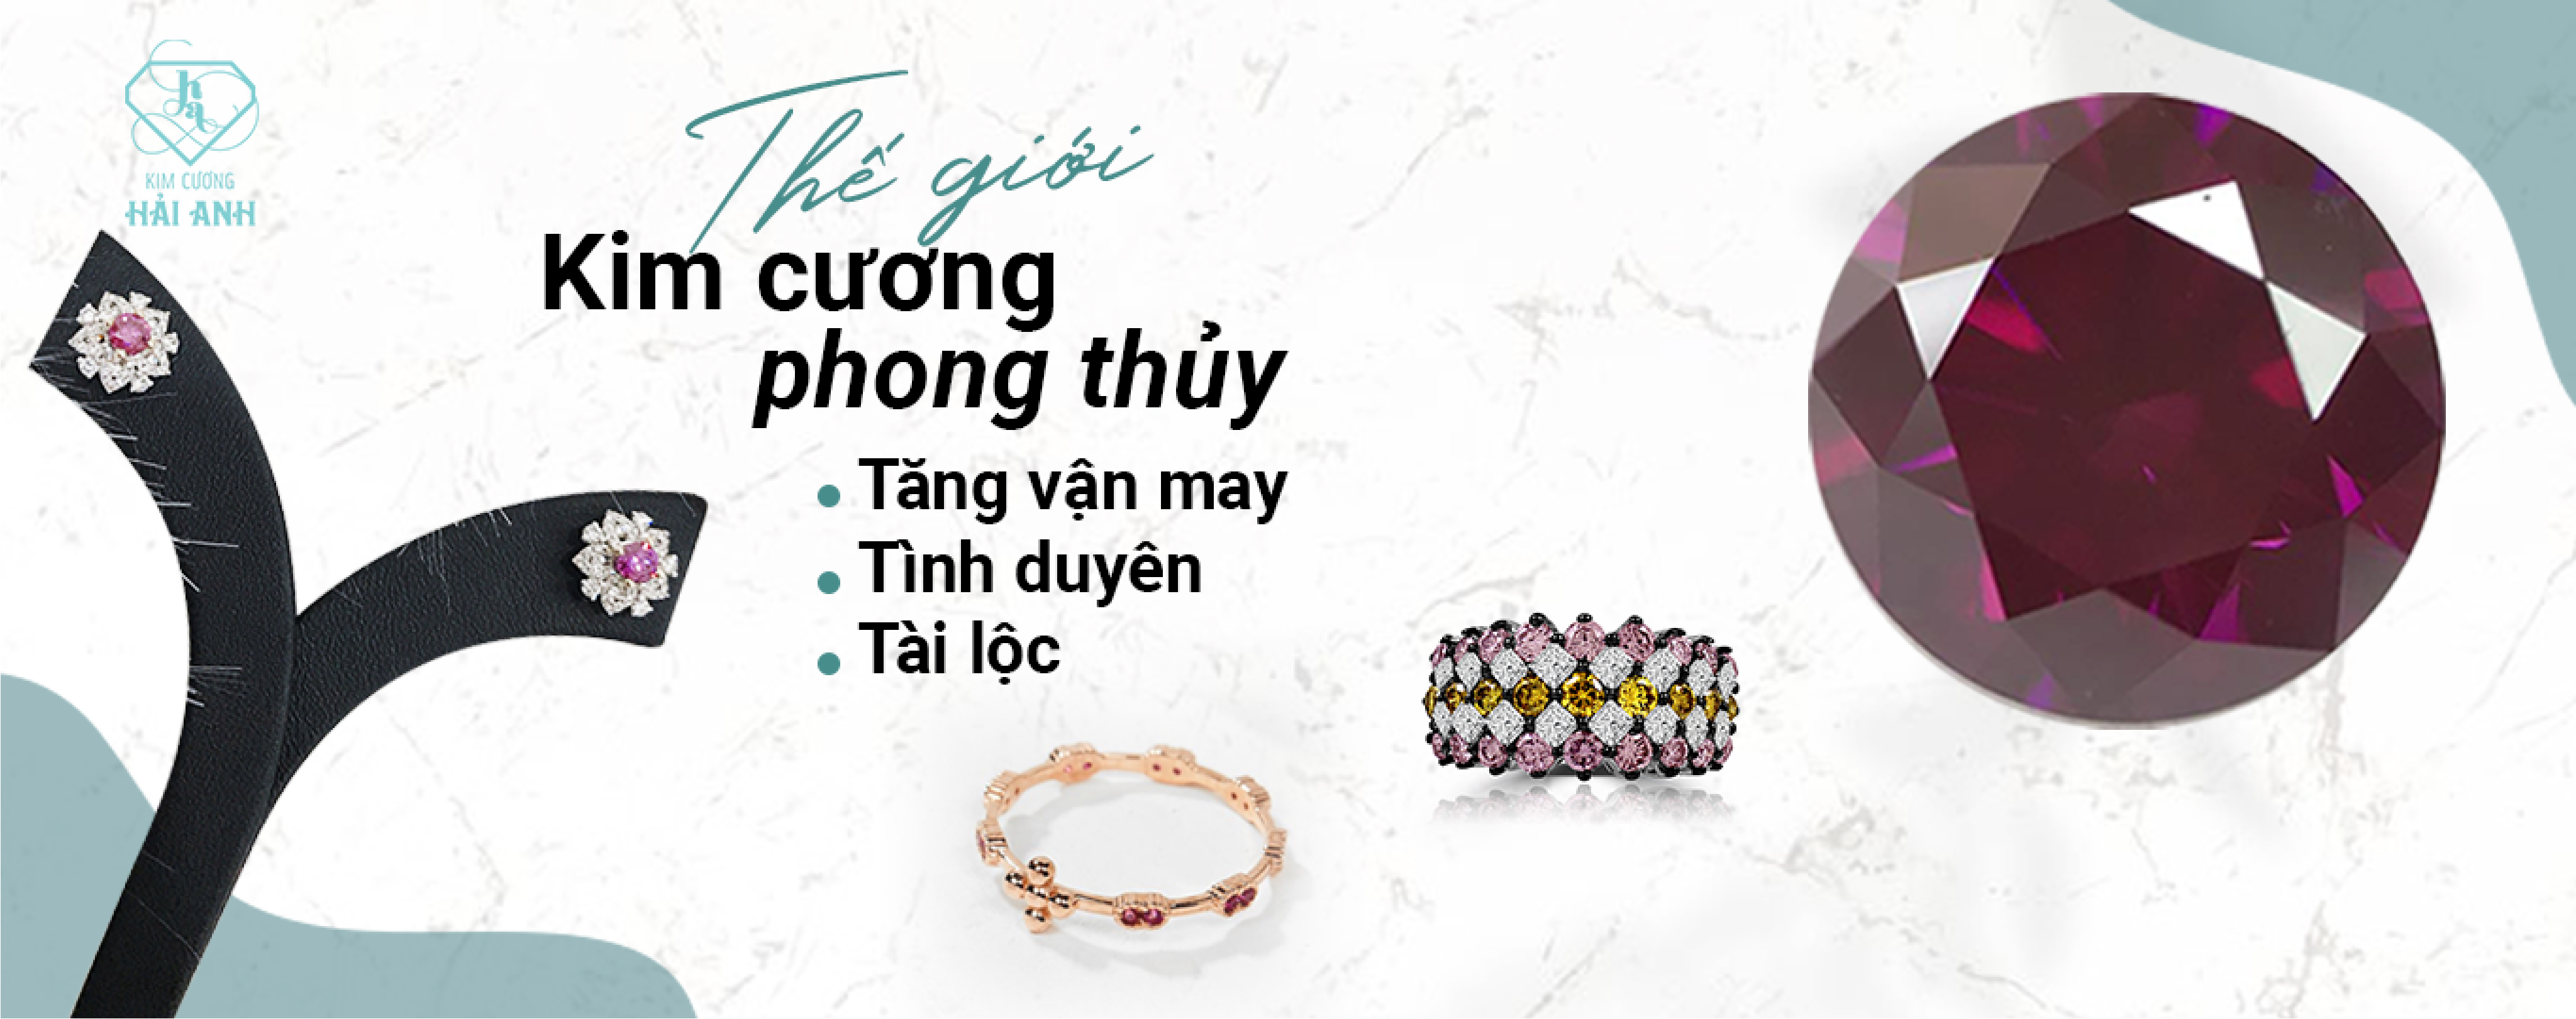 KIM CƯƠNG
HẢI ANH
Thế giới
Kim cương
phong thủy
Tăng vận may
Tình duyên
Tài lộc